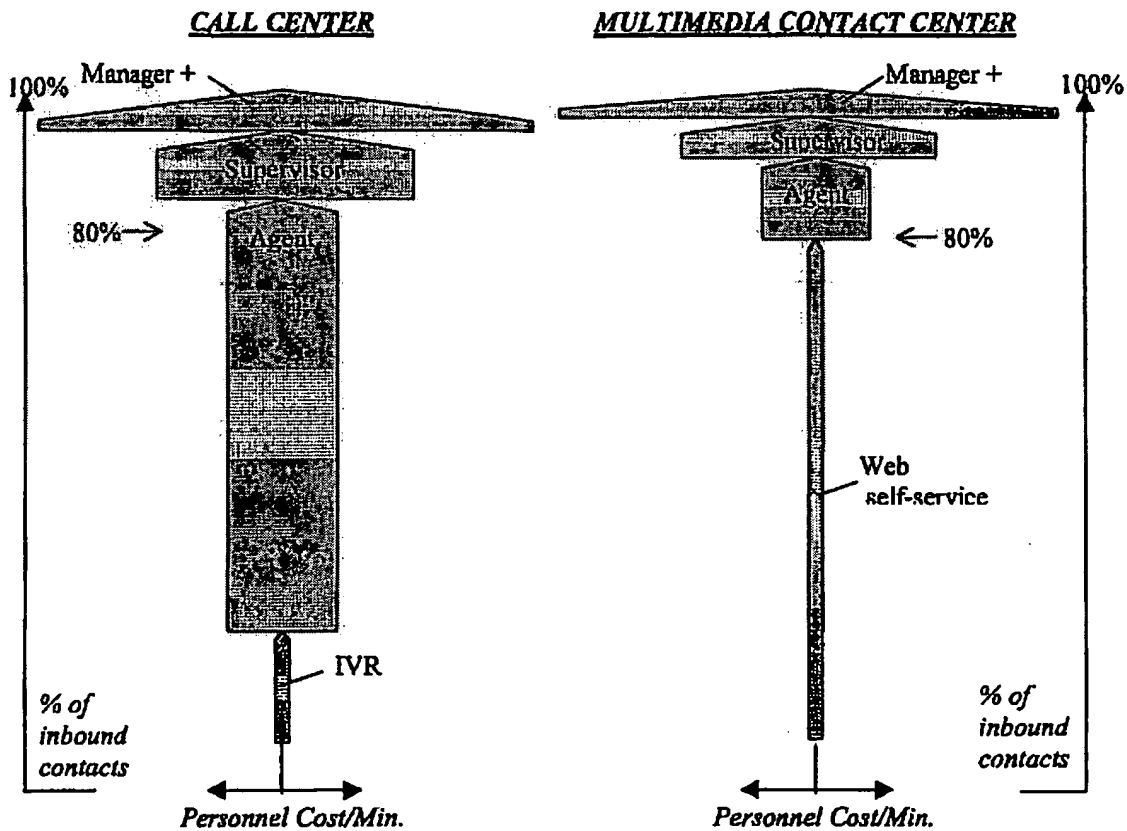 CALL CENTER
MULTIMEDIA CONTACT CENTER
100%
Manager +
Supervisor
80%
Agent
IVR
% of
inbound
contacts
Personnel Cost/Min.
Manager +
100%
Supervisor
Agent
80%
Web
self-service
% of
inbound
contacts
Personnel Cost/Min.